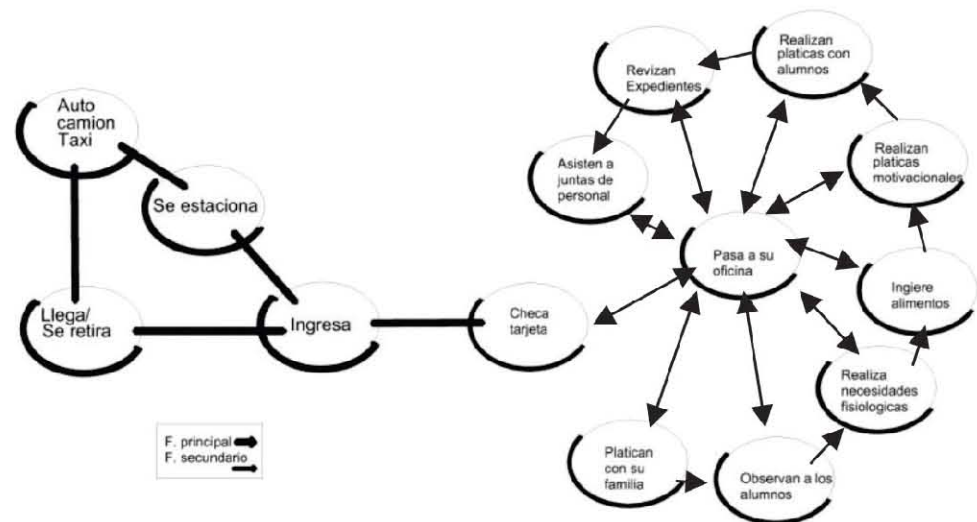 Auto
camion
Taxi
Se estaciona
Llega/
Se retira
Ingresa
Checa
tarjeta
Pasa a su
oficina
Revizan
Expedientes
Realizan
platicas con
alumnos
Asisten a
juntas de
personal
Realizan
platicas
motivacionales
Ingiere
alimentos
Realiza
necesidades
fisiologicas
Observan a los
alumnos
Platican
con su
familia
F. principal
F. secundario